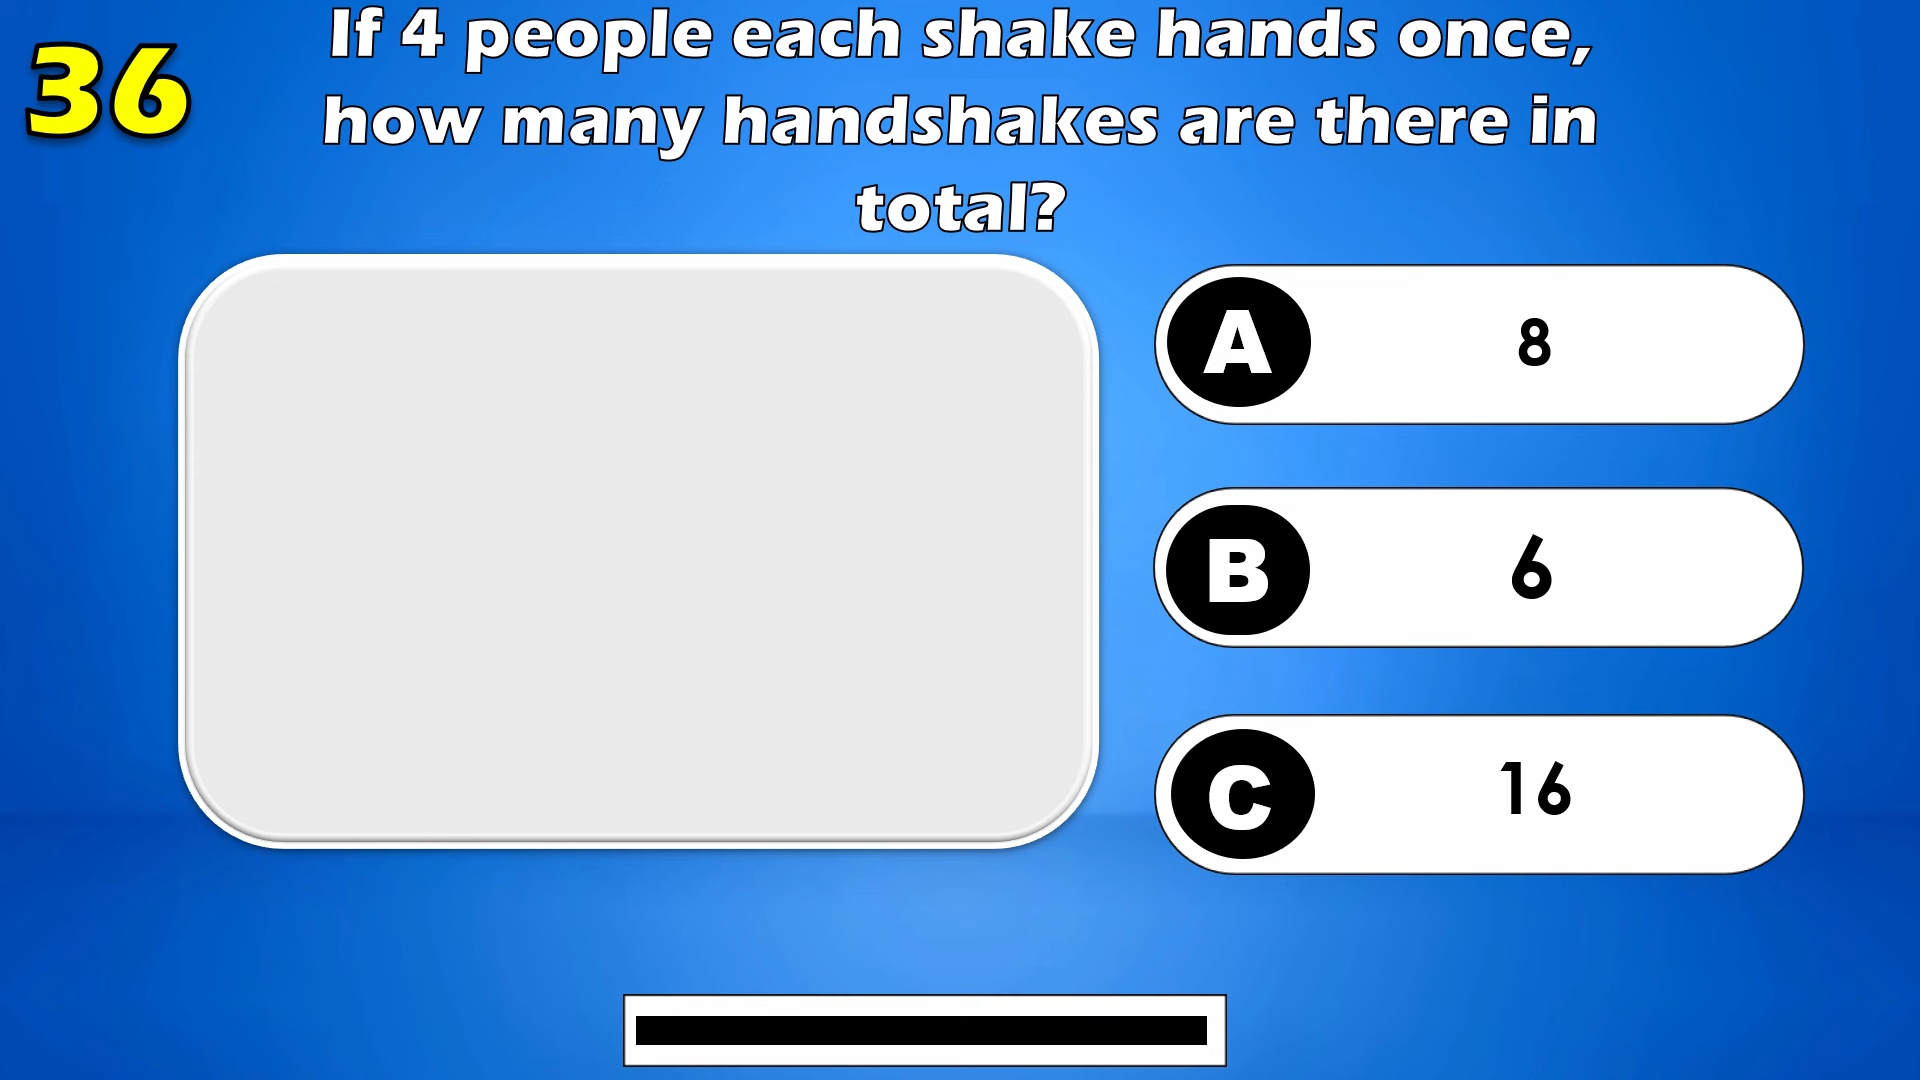 36
If 4 people each shake hands once,
how many handshakes are there in
total?
A 8
B 6
C 16